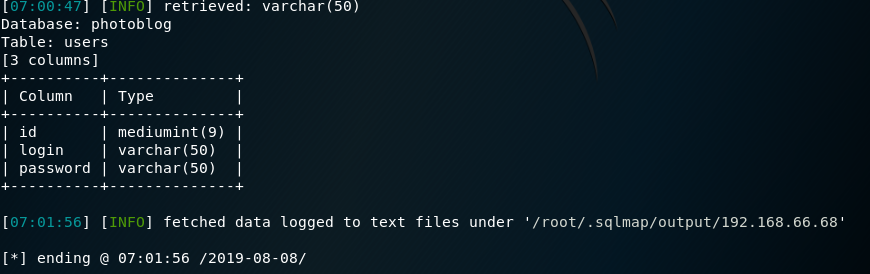 [07:00:47] [INFO] retrieved: varchar(50)
Database: photoblog
Table: users
[3 columns]
+----------+--------------+
| Column   | Type         |
+----------+--------------+
| id       | mediumint(9) |
| login    | varchar(50)  |
| password | varchar(50)  |
+----------+--------------+
[07:01:56] [INFO] fetched data logged to text files under '/root/.sqlmap/output/192.168.66.68'
[*] ending @ 07:01:56 /2019-08-08/